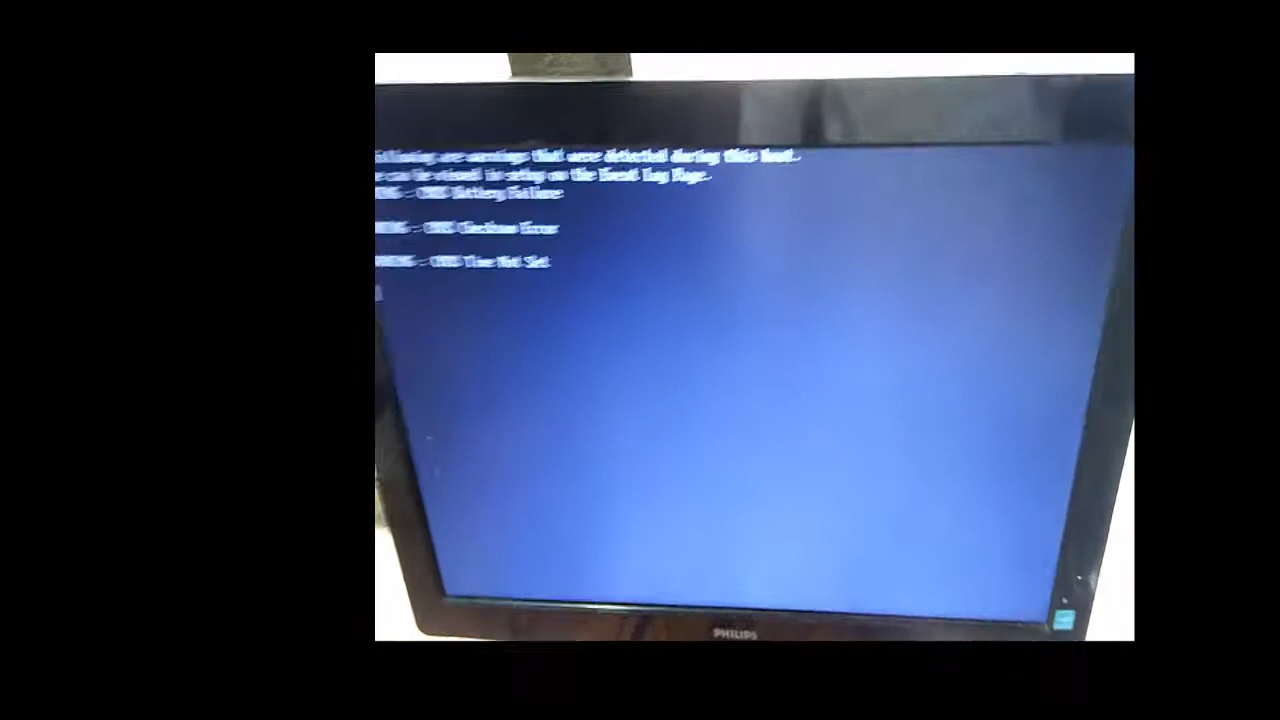 are warnings that were detected during this boot.
can be viewed in setup on the Event Log Page.
- CMOS Battery Failure
- CMOS Checksum Error
- CMOS Time Not Set
PHILIPS